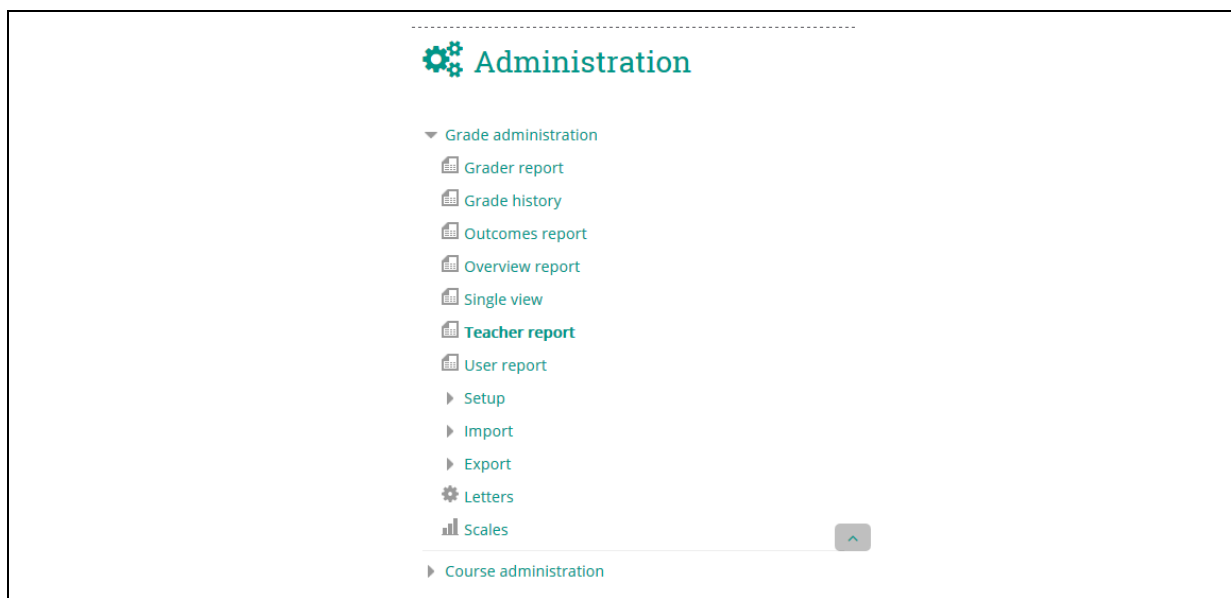 Administration
Grade administration
Grader report
Grade history
Outcomes report
Overview report
Single view
Teacher report
User report
Setup
Import
Export
Letters
Scales
Course administration